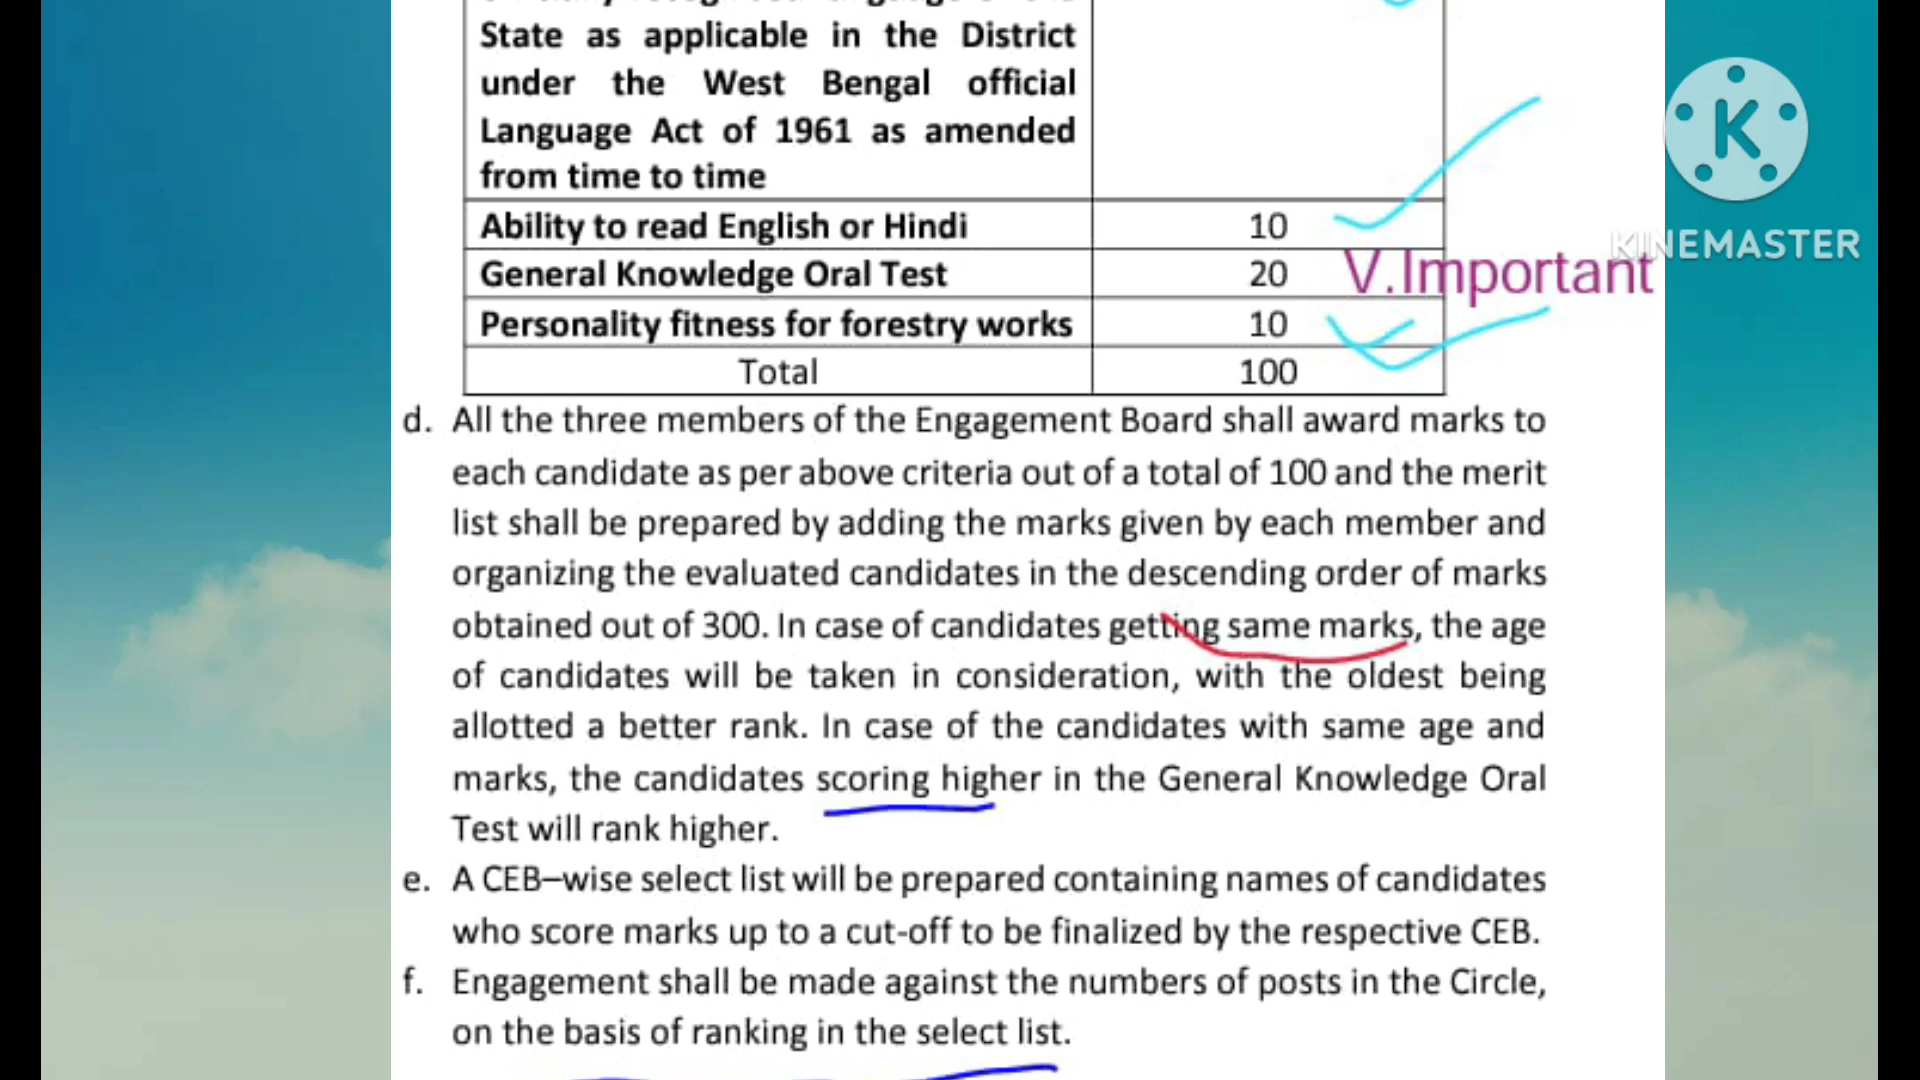 State as applicable in the District
under the West Bengal official
Language Act of 1961 as amended
from time to time
Ability to read English or Hindi 10
General Knowledge Oral Test 20 V.Important
Personality fitness for forestry works 10
Total 100
d. All the three members of the Engagement Board shall award marks to
each candidate as per above criteria out of a total of 100 and the merit
list shall be prepared by adding the marks given by each member and
organizing the evaluated candidates in the descending order of marks
obtained out of 300. In case of candidates getting same marks, the age
of candidates will be taken in consideration, with the oldest being
allotted a better rank. In case of the candidates with same age and
marks, the candidates scoring higher in the General Knowledge Oral
Test will rank higher.
e. A CEB–wise select list will be prepared containing names of candidates
who score marks up to a cut-off to be finalized by the respective CEB.
f. Engagement shall be made against the numbers of posts in the Circle,
on the basis of ranking in the select list.
K
KINEMASTER